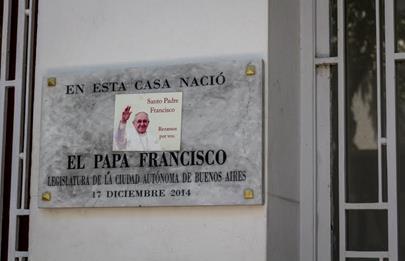 EN ESTA CASA NACIÓ
Santo Padre
Francisco
Rezamos
por vos.
EL PAPA FRANCISCO
LEGISLATURA DE LA CIUDAD AUTÓNOMA DE BUENOS AIRES
17 DICIEMBRE 2014